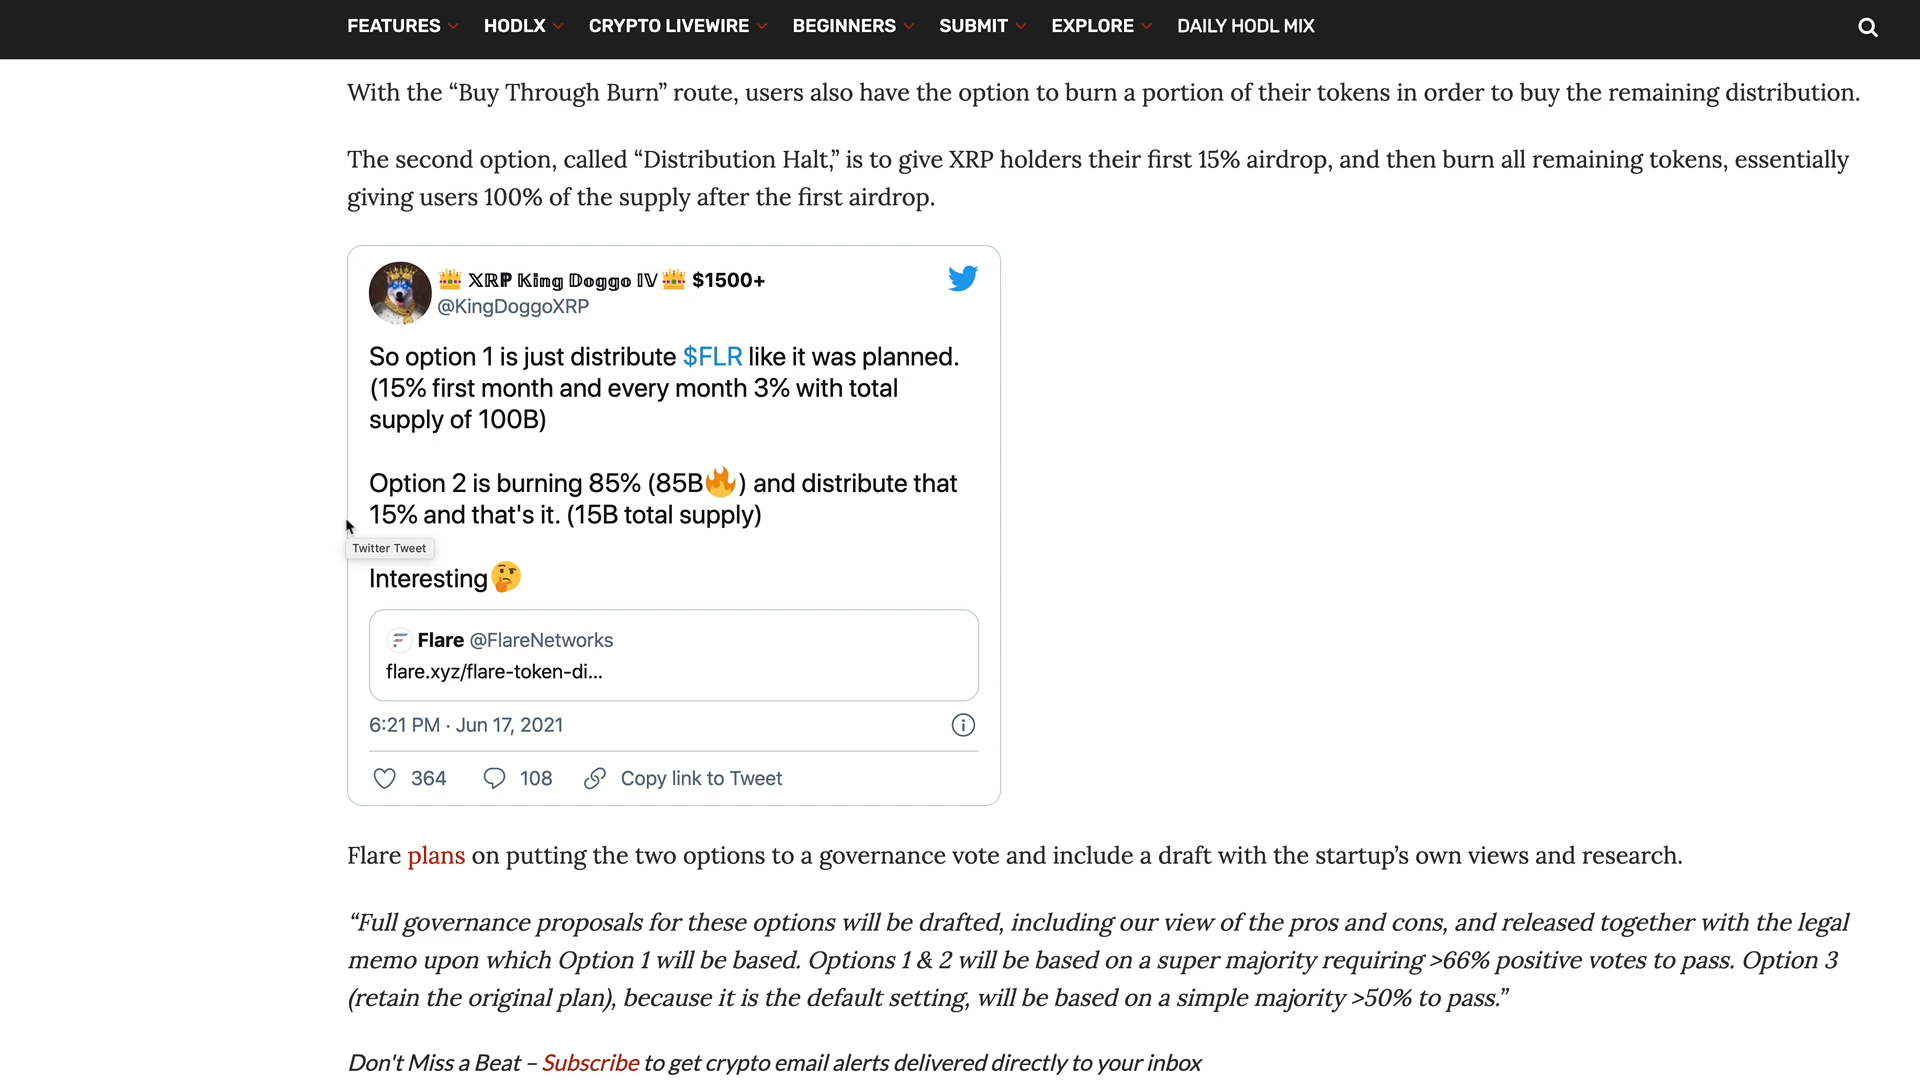 FEATURES HODLX CRYPTO LIVEWIRE BEGINNERS SUBMIT EXPLORE DAILY HODL MIX
With the “Buy Through Burn” route, users also have the option to burn a portion of their tokens in order to buy the remaining distribution.
The second option, called “Distribution Halt,” is to give XRP holders their first 15% airdrop, and then burn all remaining tokens, essentially
giving users 100% of the supply after the first airdrop.
👑 𝕏ℝℙ 𝕂𝕚𝕟𝕘 𝔻𝕠𝕘𝕘𝕠 𝕀𝕍👑 $1500+
@KingDoggoXRP
So option 1 is just distribute $FLR like it was planned.
(15% first month and every month 3% with total
supply of 100B)
Option 2 is burning 85% (85B🔥) and distribute that
15% and that's it. (15B total supply)
Twitter Tweet
Interesting🤔
Flare @FlareNetworks
flare.xyz/flare-token-di...
6:21 PM · Jun 17, 2021
364 108 Copy link to Tweet
Flare plans on putting the two options to a governance vote and include a draft with the startup’s own views and research.
“Full governance proposals for these options will be drafted, including our view of the pros and cons, and released together with the legal
memo upon which Option 1 will be based. Options 1 & 2 will be based on a super majority requiring >66% positive votes to pass. Option 3
(retain the original plan), because it is the default setting, will be based on a simple majority >50% to pass.”
Don't Miss a Beat – Subscribe to get crypto email alerts delivered directly to your inbox